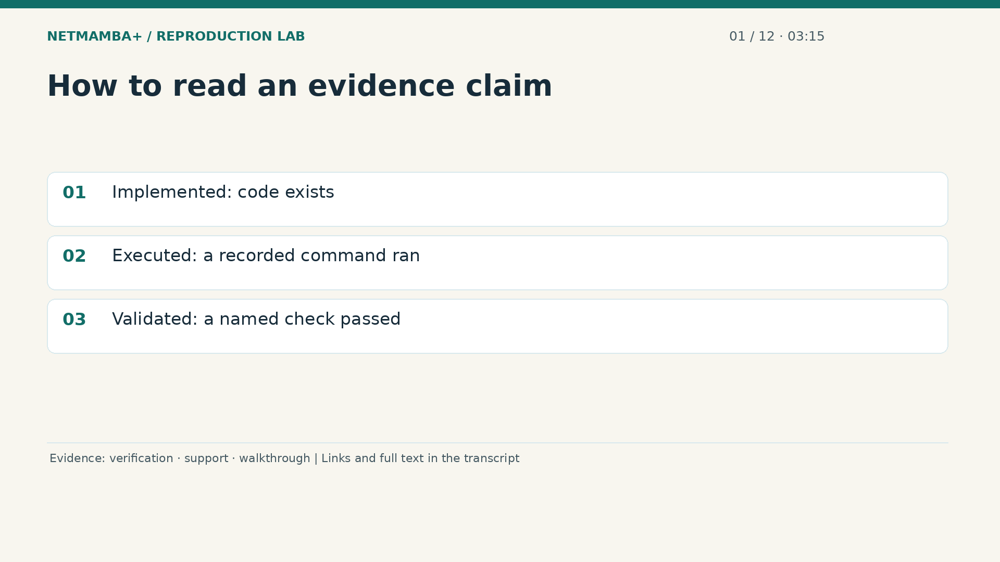 NETMAMBA+ / REPRODUCTION LAB
01 / 12 · 03:15
How to read an evidence claim
01 Implemented: code exists
02 Executed: a recorded command ran
03 Validated: a named check passed
Evidence: verification · support · walkthrough | Links and full text in the transcript